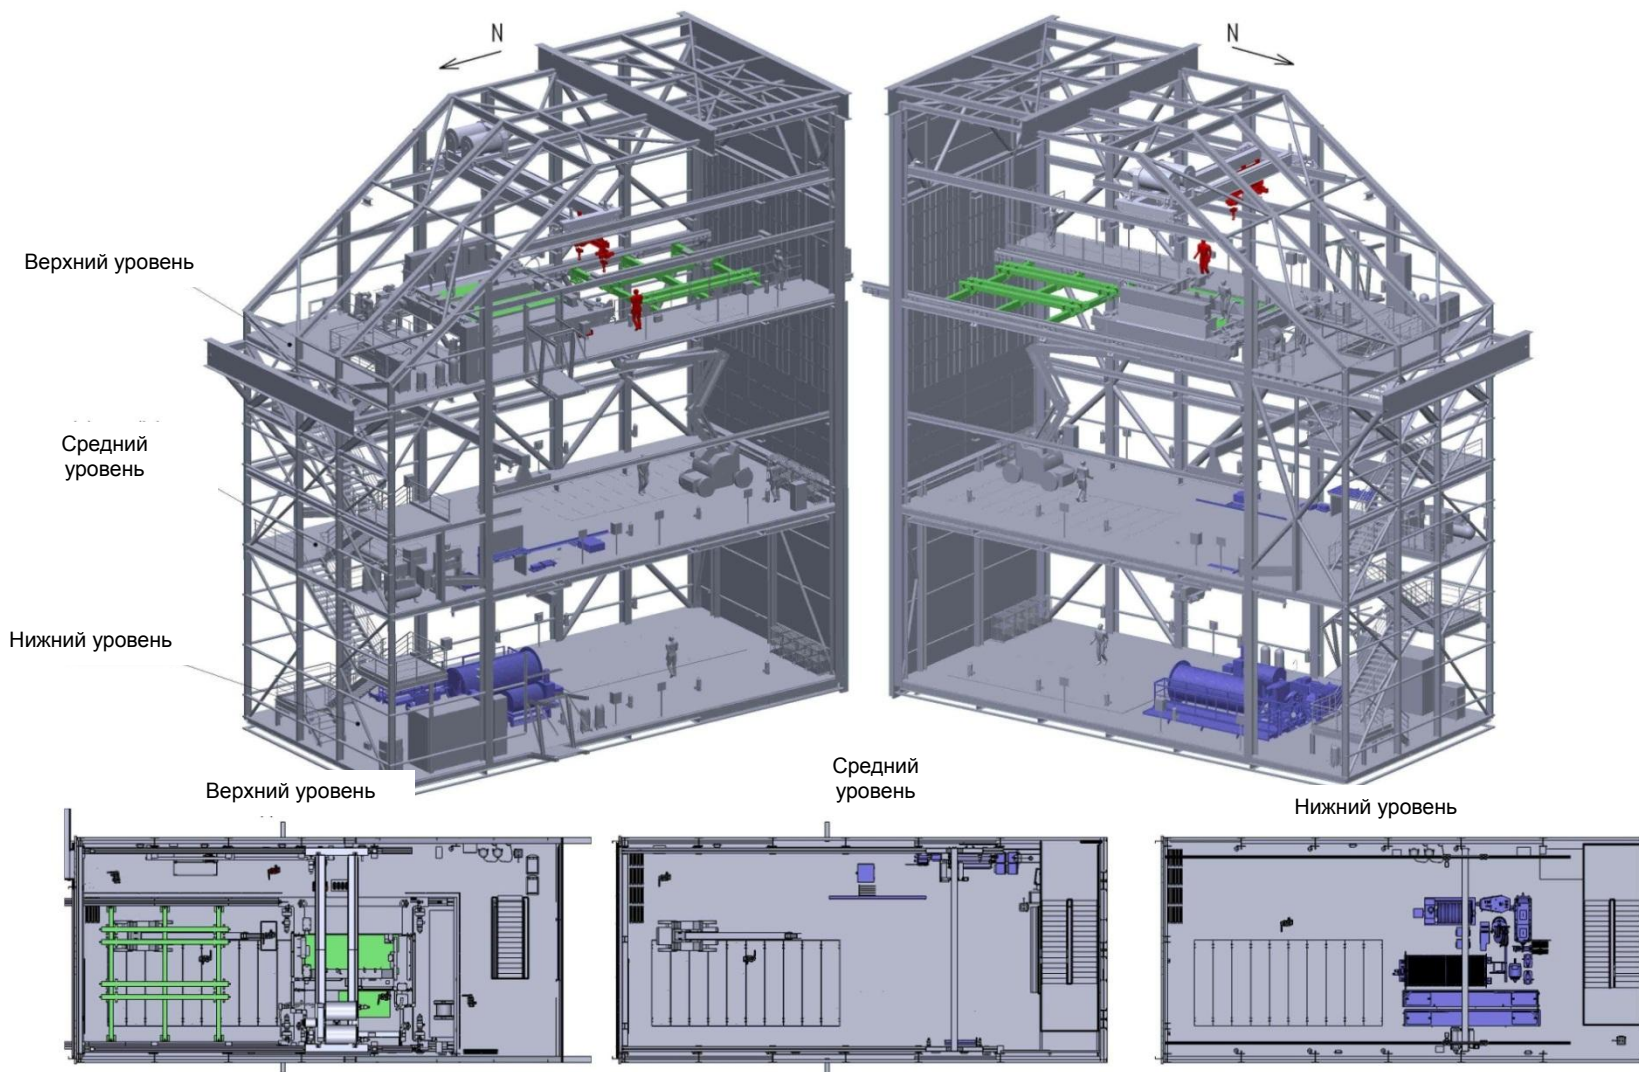 N
N
Верхний уровень
Средний
уровень
Нижний уровень
Верхний уровень
Средний
уровень
Нижний уровень